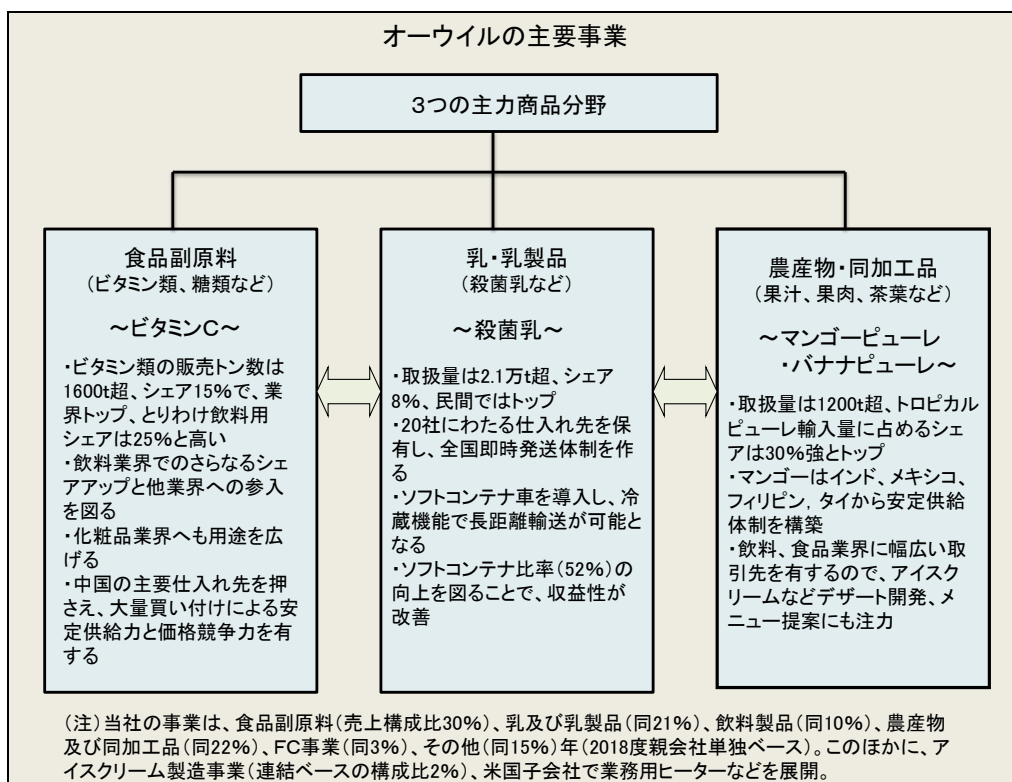 オーウイルの主要事業
3つの主力商品分野
食品副原料
(ビタミン類、糖類など)
~ビタミンC~
・ビタミン類の販売トン数は
1600t超、シェア15%で、業
界トップ、とりわけ飲料用
シェアは25%と高い
・飲料業界でのさらなるシェ
アアップと他業界への参入
を図る
・化粧品業界へも用途を広
げる
・中国の主要仕入れ先を押
さえ、大量買い付けによる安
定供給力と価格競争力を有
する
乳・乳製品
(殺菌乳など)
~殺菌乳~
・取扱量は2.1万t超、シェア
8%、民間ではトップ
・20社にわたる仕入れ先を保
有し、全国即時発送体制を作
る
・ソフトコンテナ車を導入し、冷
蔵機能で長距離輸送が可能と
なる
・ソフトコンテナ比率(52%)の
向上を図ることで、収益性が
改善
農産物・同加工品
(果汁、果肉、茶葉など)
~マンゴーピューレ
・バナナピューレ~
・取扱量は1200t超、トロピカル
ピューレ輸入量に占めるシェ
アは30%強とトップ
・マンゴーはインド、メキシコ、
フィリピン,タイから安定供給
体制を構築
・飲料、食品業界に幅広い取
引先を有するので、アイスク
リームなどデザート開発、メ
ニュー提案にも注力
(注)当社の事業は、食品副原料(売上構成比30%)、乳及び乳製品(同21%)、飲料製品(同10%)、農産物
及び同加工品(同22%)、FC事業(同3%)、その他(同15%)年(2018度親会社単独ベース)。このほかに、ア
イスクリーム製造事業(連結ベースの構成比2%)、米国子会社で業務用ヒーターなどを展開。